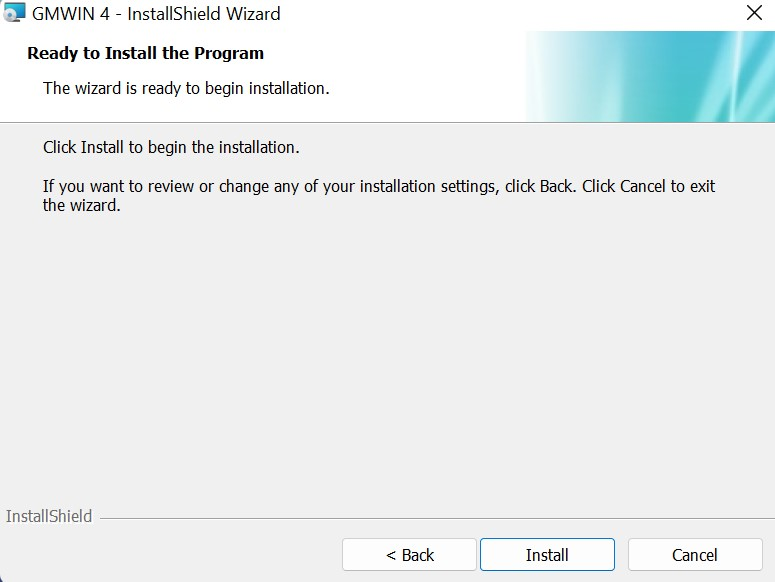 GMWIN 4 - InstallShield Wizard
Ready to Install the Program
The wizard is ready to begin installation.
Click Install to begin the installation.
If you want to review or change any of your installation settings, click Back. Click Cancel to exit
the wizard.
InstallShield
< Back
Install
Cancel